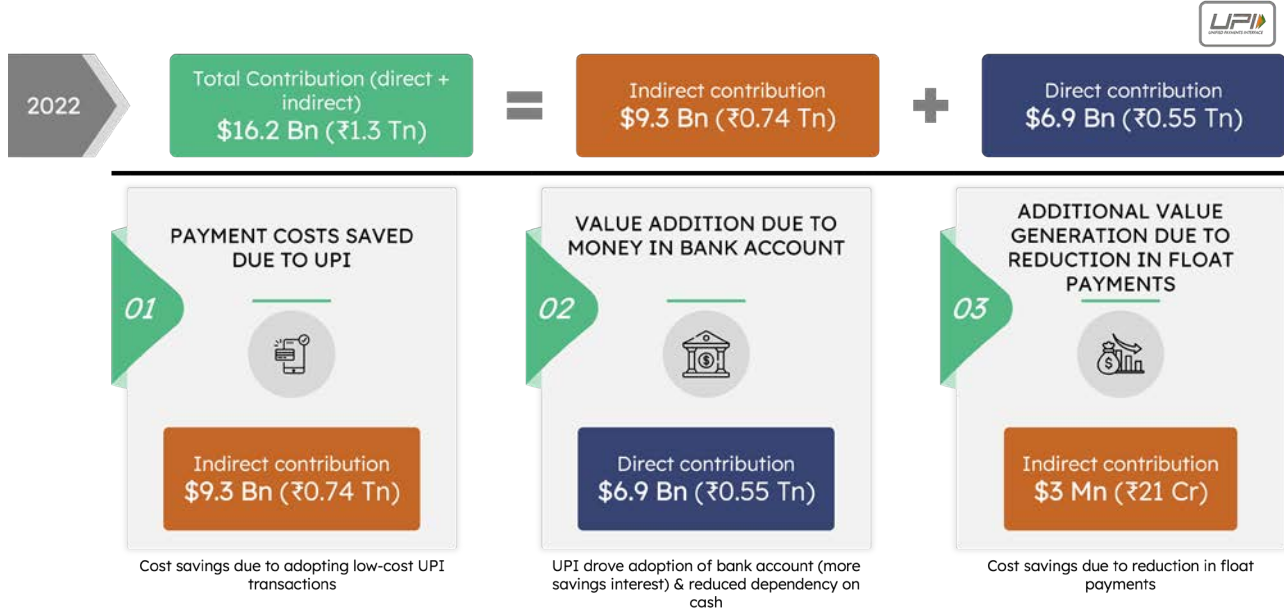 UPI
UNIFIED PAYMENTS INTERFACE
2022
Total Contribution (direct +
indirect)
$16.2 Bn (₹1.3 Tn)
=
Indirect contribution
$9.3 Bn (₹0.74 Tn)
+
Direct contribution
$6.9 Bn (₹0.55 Tn)
01
PAYMENT COSTS SAVED
DUE TO UPI
Indirect contribution
$9.3 Bn (₹0.74 Tn)
Cost savings due to adopting low-cost UPI
transactions
02
VALUE ADDITION DUE TO
MONEY IN BANK ACCOUNT
$
Direct contribution
$6.9 Bn (₹0.55 Tn)
UPI drove adoption of bank account (more
savings interest) & reduced dependency on
cash
03
ADDITIONAL VALUE
GENERATION DUE TO
REDUCTION IN FLOAT
PAYMENTS
$
Indirect contribution
$3 Mn (₹21 Cr)
Cost savings due to reduction in float
payments